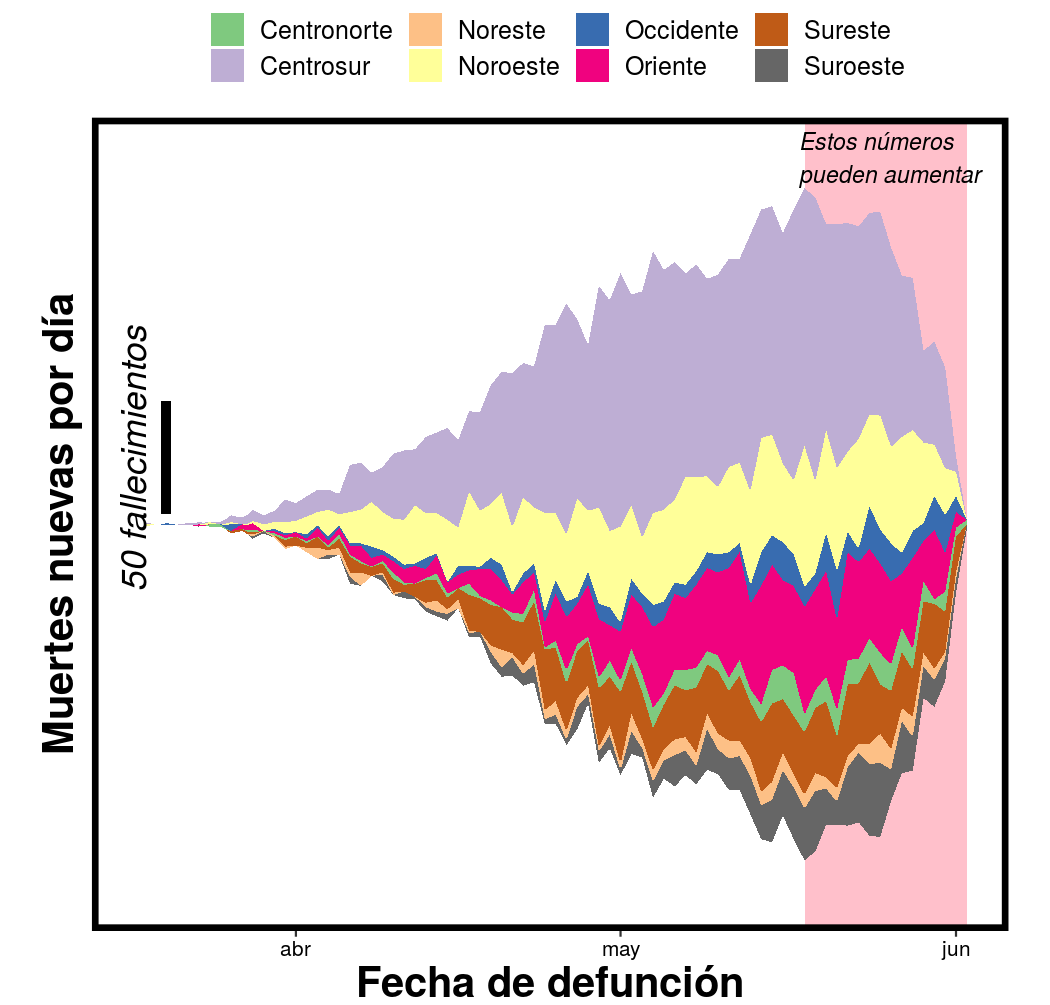 Centronorte Noreste Occidente Sureste
Centrosur Noroeste Oriente Suroeste
Estos números
pueden aumentar
Muertes nuevas por día
50 fallecimientos
abr may jun
Fecha de defunción